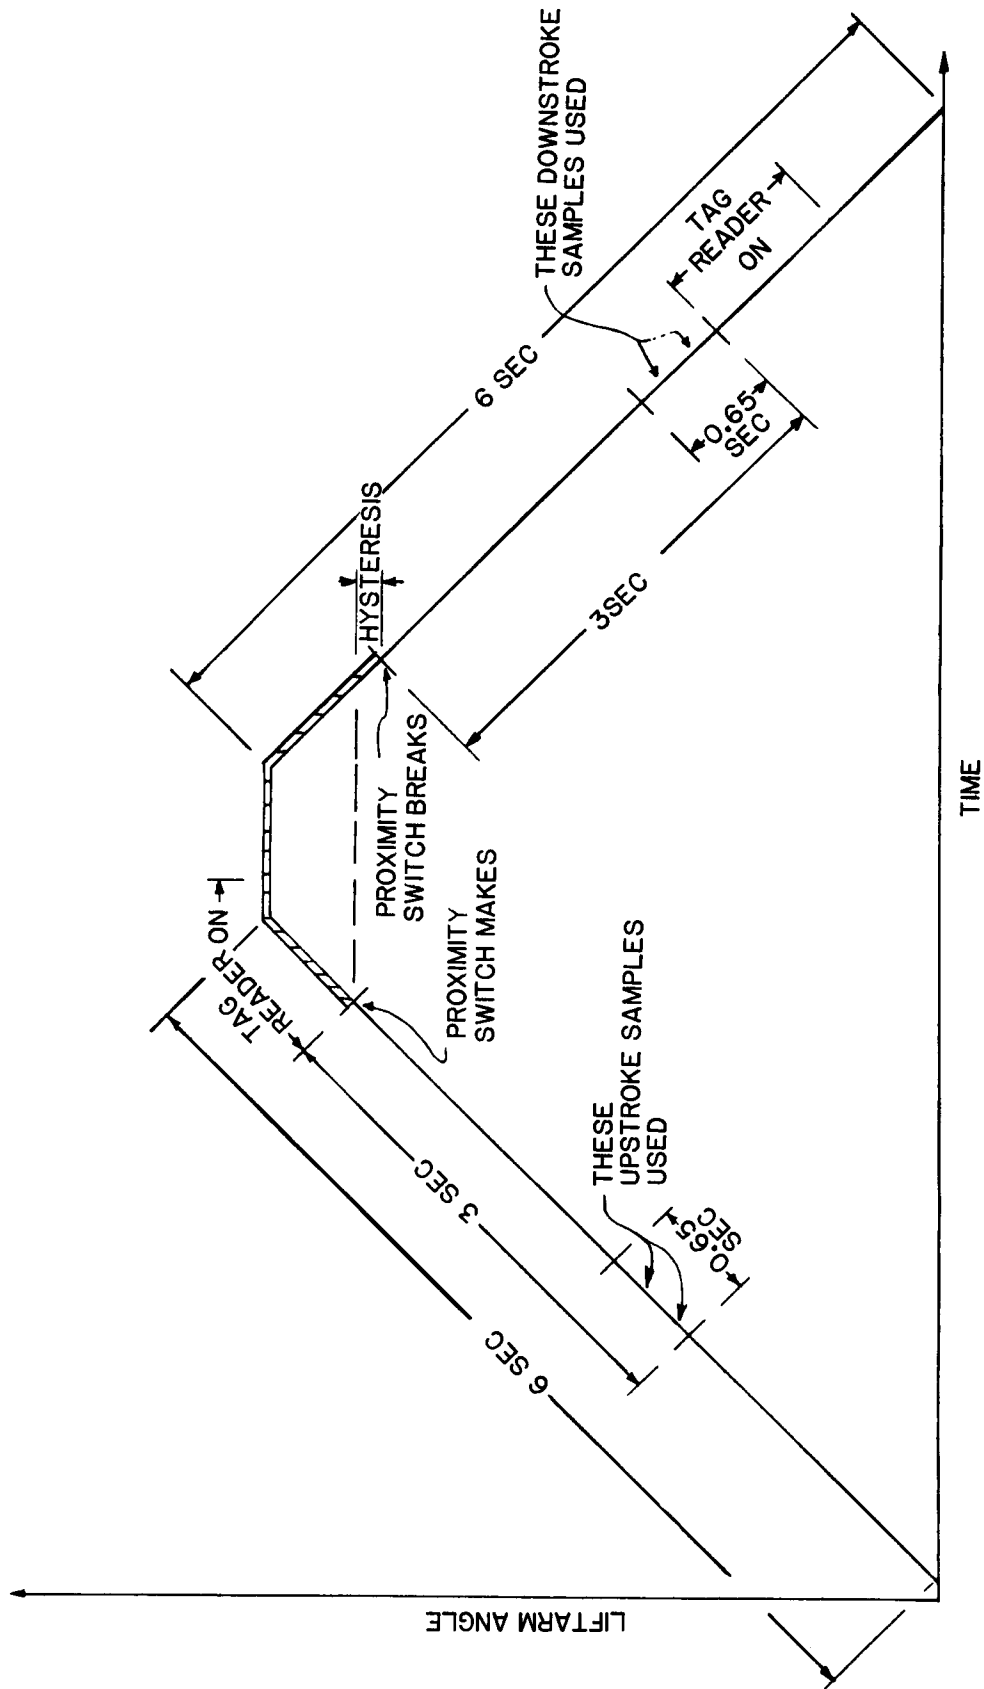 LIFTARM ANGLE
6 SEC
3 SEC
TAG
READER ON
0.65
SEC
THESE
UPSTROKE SAMPLES
USED
PROXIMITY
SWITCH MAKES
PROXIMITY
SWITCH BREAKS
HYSTERESIS
6 SEC
3SEC
0.65
SEC
THESE DOWNSTROKE
SAMPLES USED
TAG
READER
ON
TIME